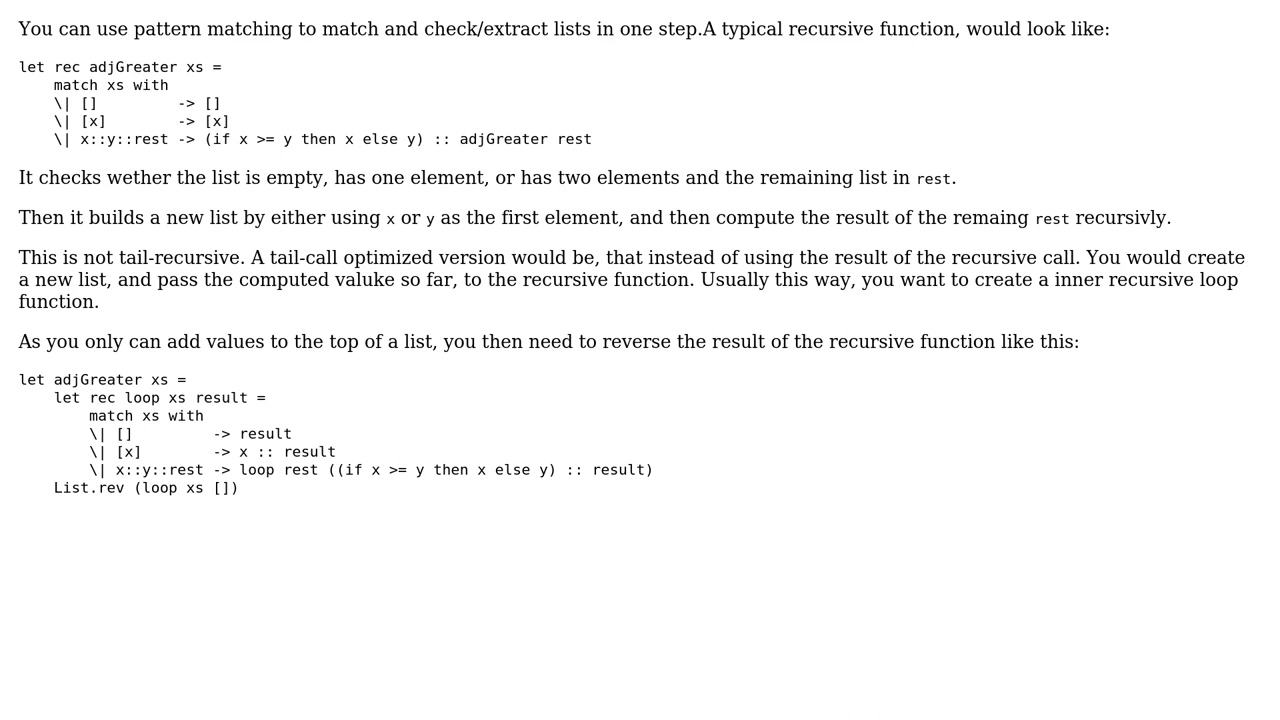 You can use pattern matching to match and check/extract lists in one step.A typical recursive function, would look like:
let rec adjGreater xs =
    match xs with
    \| []         -> []
    \| [x]        -> [x]
    \| x::y::rest -> (if x >= y then x else y) :: adjGreater rest
It checks wether the list is empty, has one element, or has two elements and the remaining list in rest.
Then it builds a new list by either using x or y as the first element, and then compute the result of the remaing rest recursivly.
This is not tail-recursive. A tail-call optimized version would be, that instead of using the result of the recursive call. You would create
a new list, and pass the computed valuke so far, to the recursive function. Usually this way, you want to create a inner recursive loop
function.
As you only can add values to the top of a list, you then need to reverse the result of the recursive function like this:
let adjGreater xs =
    let rec loop xs result =
        match xs with
        \| []         -> result
        \| [x]        -> x :: result
        \| x::y::rest -> loop rest ((if x >= y then x else y) :: result)
    List.rev (loop xs [])